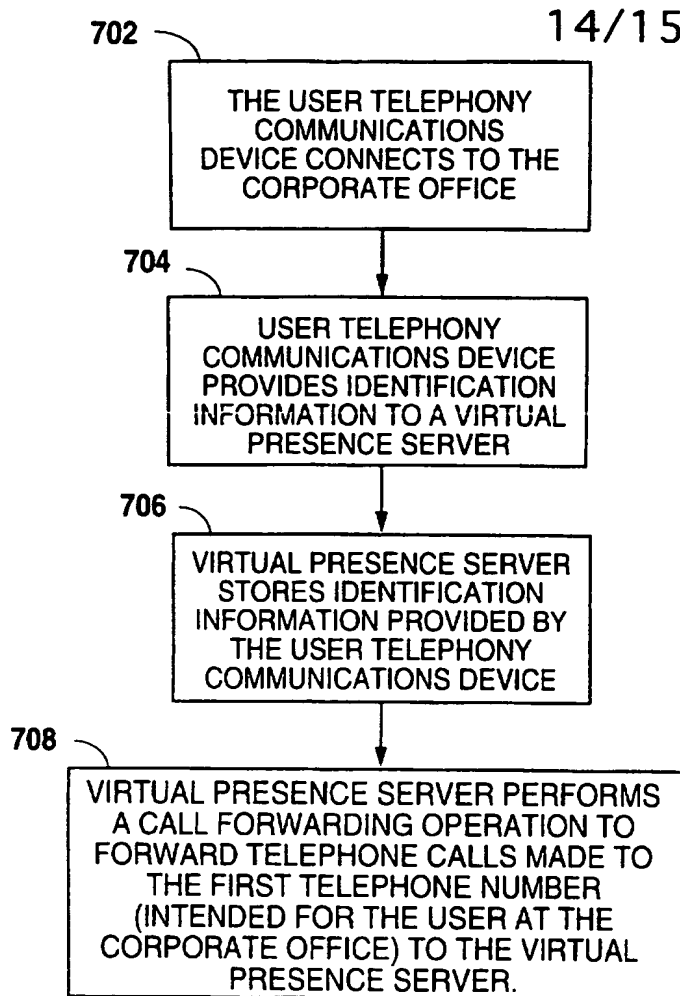 14/15
702
THE USER TELEPHONY
COMMUNICATIONS
DEVICE CONNECTS TO THE
CORPORATE OFFICE
704
USER TELEPHONY
COMMUNICATIONS DEVICE
PROVIDES IDENTIFICATION
INFORMATION TO A VIRTUAL
PRESENCE SERVER
706
VIRTUAL PRESENCE SERVER
STORES IDENTIFICATION
INFORMATION PROVIDED BY
THE USER TELEPHONY
COMMUNICATIONS DEVICE
708
VIRTUAL PRESENCE SERVER PERFORMS
A CALL FORWARDING OPERATION TO
FORWARD TELEPHONE CALLS MADE TO
THE FIRST TELEPHONE NUMBER
(INTENDED FOR THE USER AT THE
CORPORATE OFFICE) TO THE VIRTUAL
PRESENCE SERVER.